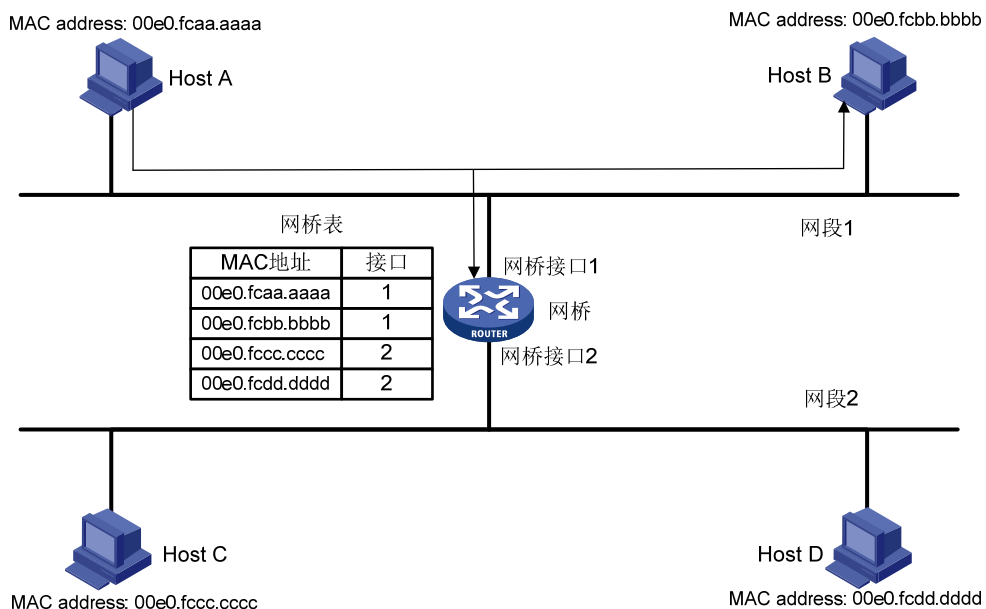 MAC address: 00e0.fcaa.aaaa
MAC address: 00e0.fcbb.bbbb
Host A
Host B
网桥表
网段1
MAC地址 接口
00e0.fcaa.aaaa 1
00e0.fcbb.bbbb 1
00e0.fccc.cccc 2
00e0.fcdd.dddd 2
网桥接口1
网桥
ROUTER
网桥接口2
网段2
Host C
Host D
MAC address: 00e0.fccc.cccc
MAC address: 00e0.fcdd.dddd